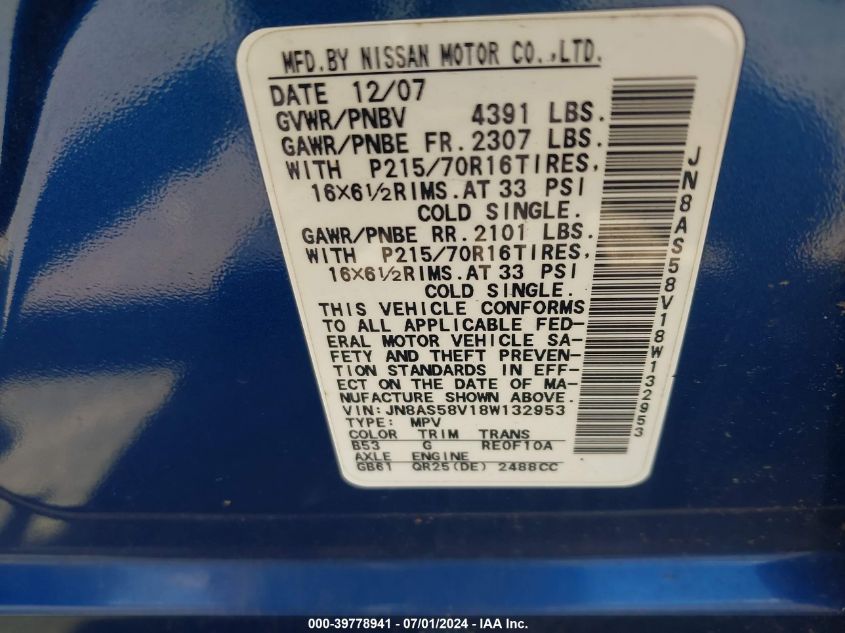 MFD.BY NISSAN MOTOR CO.,LTD.
DATE 12/07
GVWR/PNBV 4391 LBS.
GAWR/PNBE FR.2307 LBS.
WITH P215/70R16TIRES,
16X6½RIMS.AT 33 PSI
COLD SINGLE.
GAWR/PNBE RR.2101 LBS.
WITH P215/70R16TIRES,
16X6½RIMS.AT 33 PSI
COLD SINGLE.
THIS VEHICLE CONFORMS
TO ALL APPLICABLE FED-
ERAL MOTOR VEHICLE SA-
FETY AND THEFT PREVEN-
TION STANDARDS IN EFF-
ECT ON THE DATE OF MA-
NUFACTURE SHOWN ABOVE.
VIN:JN8AS58V18W132953
TYPE: MPV
COLOR TRIM TRANS
B53 G RE0F10A
AXLE ENGINE
GB61 QR25(DE) 2488CC
JN8AS58V18W132953
000-39778941 - 07/01/2024 - IAA Inc.